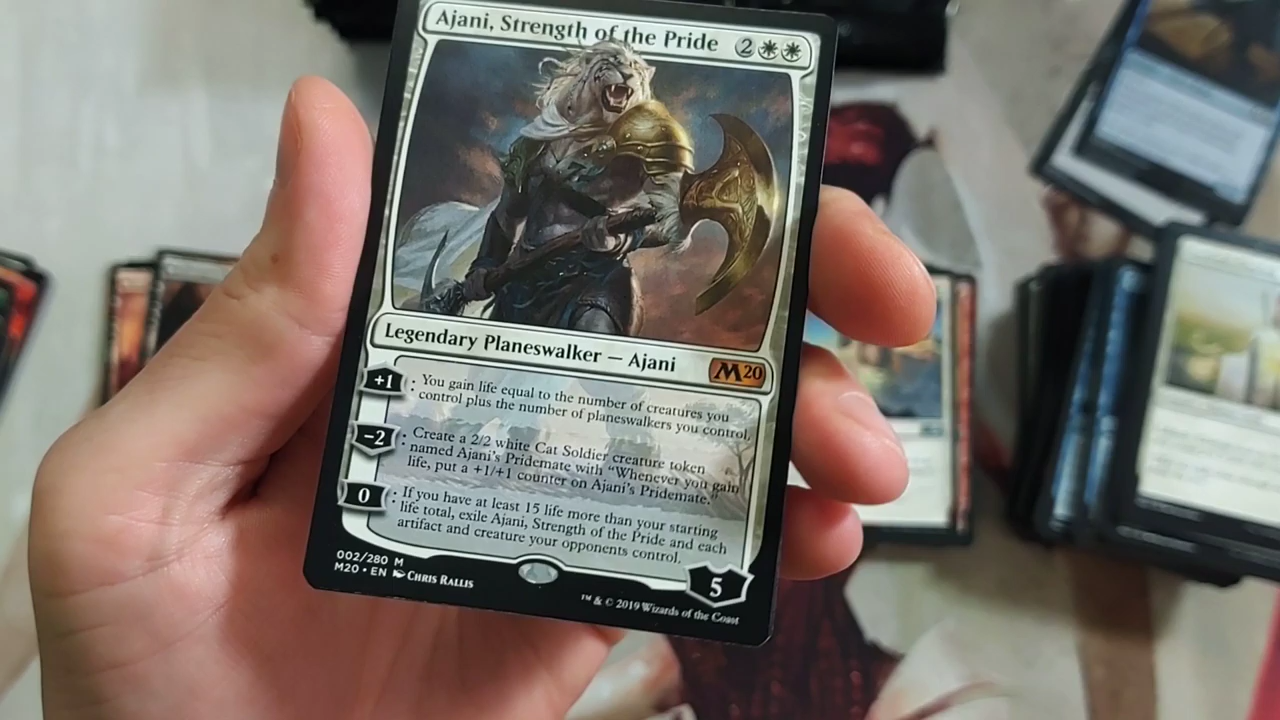 Ajani, Strength of the Pride 2
Legendary Planeswalker — Ajani M20
+1 : You gain life equal to the number of creatures you
control plus the number of planeswalkers you control.
−2 : Create a 2/2 white Cat Soldier creature token
named Ajani's Pridemate with "Whenever you gain
life, put a +1/+1 counter on Ajani's Pridemate."
0 : If you have at least 15 life more than your starting
life total, exile Ajani, Strength of the Pride and each
artifact and creature your opponents control.
5
002/280 M
M20 • EN Chris Rallis
™ & © 2019 Wizards of the Coast